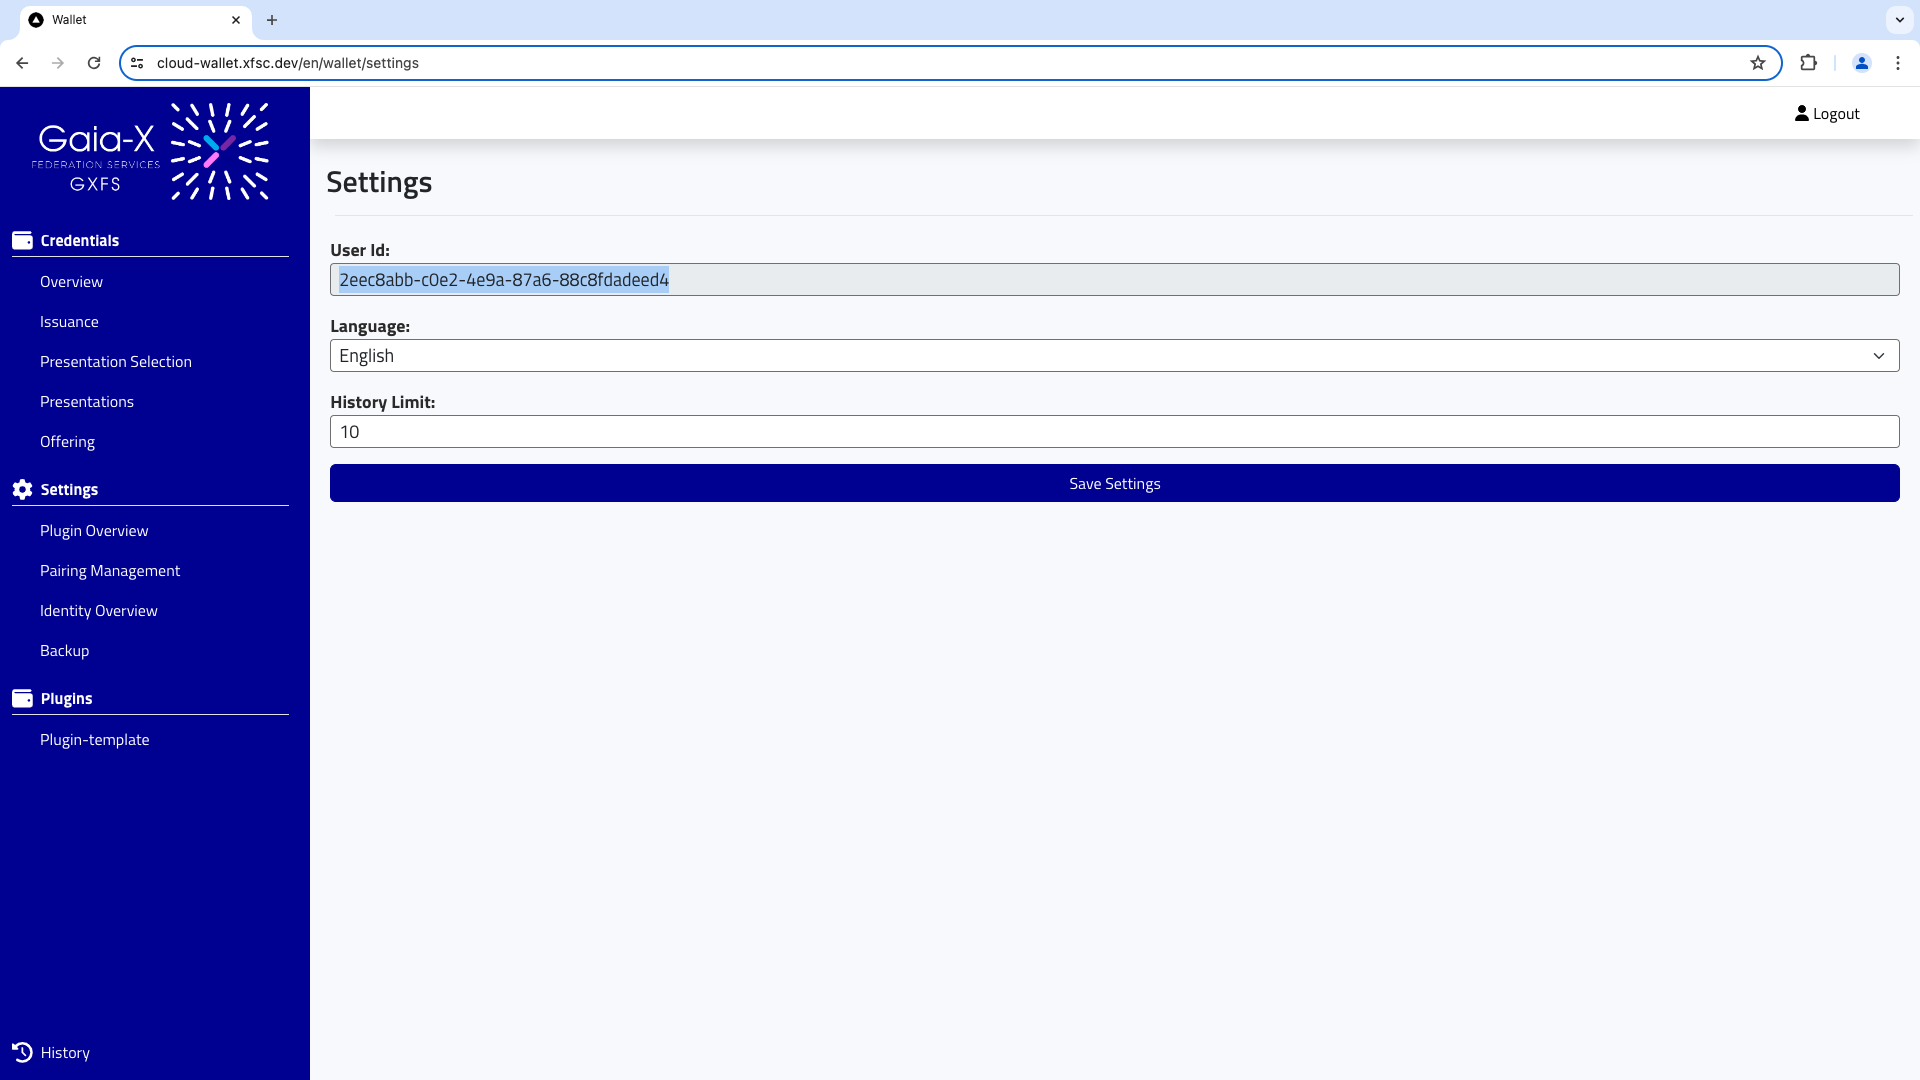 Wallet
cloud-wallet.xfsc.dev/en/wallet/settings
Gaia-X
FEDERATION SERVICES
GXFS
Logout
Settings
User Id:
2eec8abb-c0e2-4e9a-87a6-88c8fdadeed4
Language:
English
History Limit:
10
Save Settings
Credentials
Overview
Issuance
Presentation Selection
Presentations
Offering
Settings
Plugin Overview
Pairing Management
Identity Overview
Backup
Plugins
Plugin-template
History